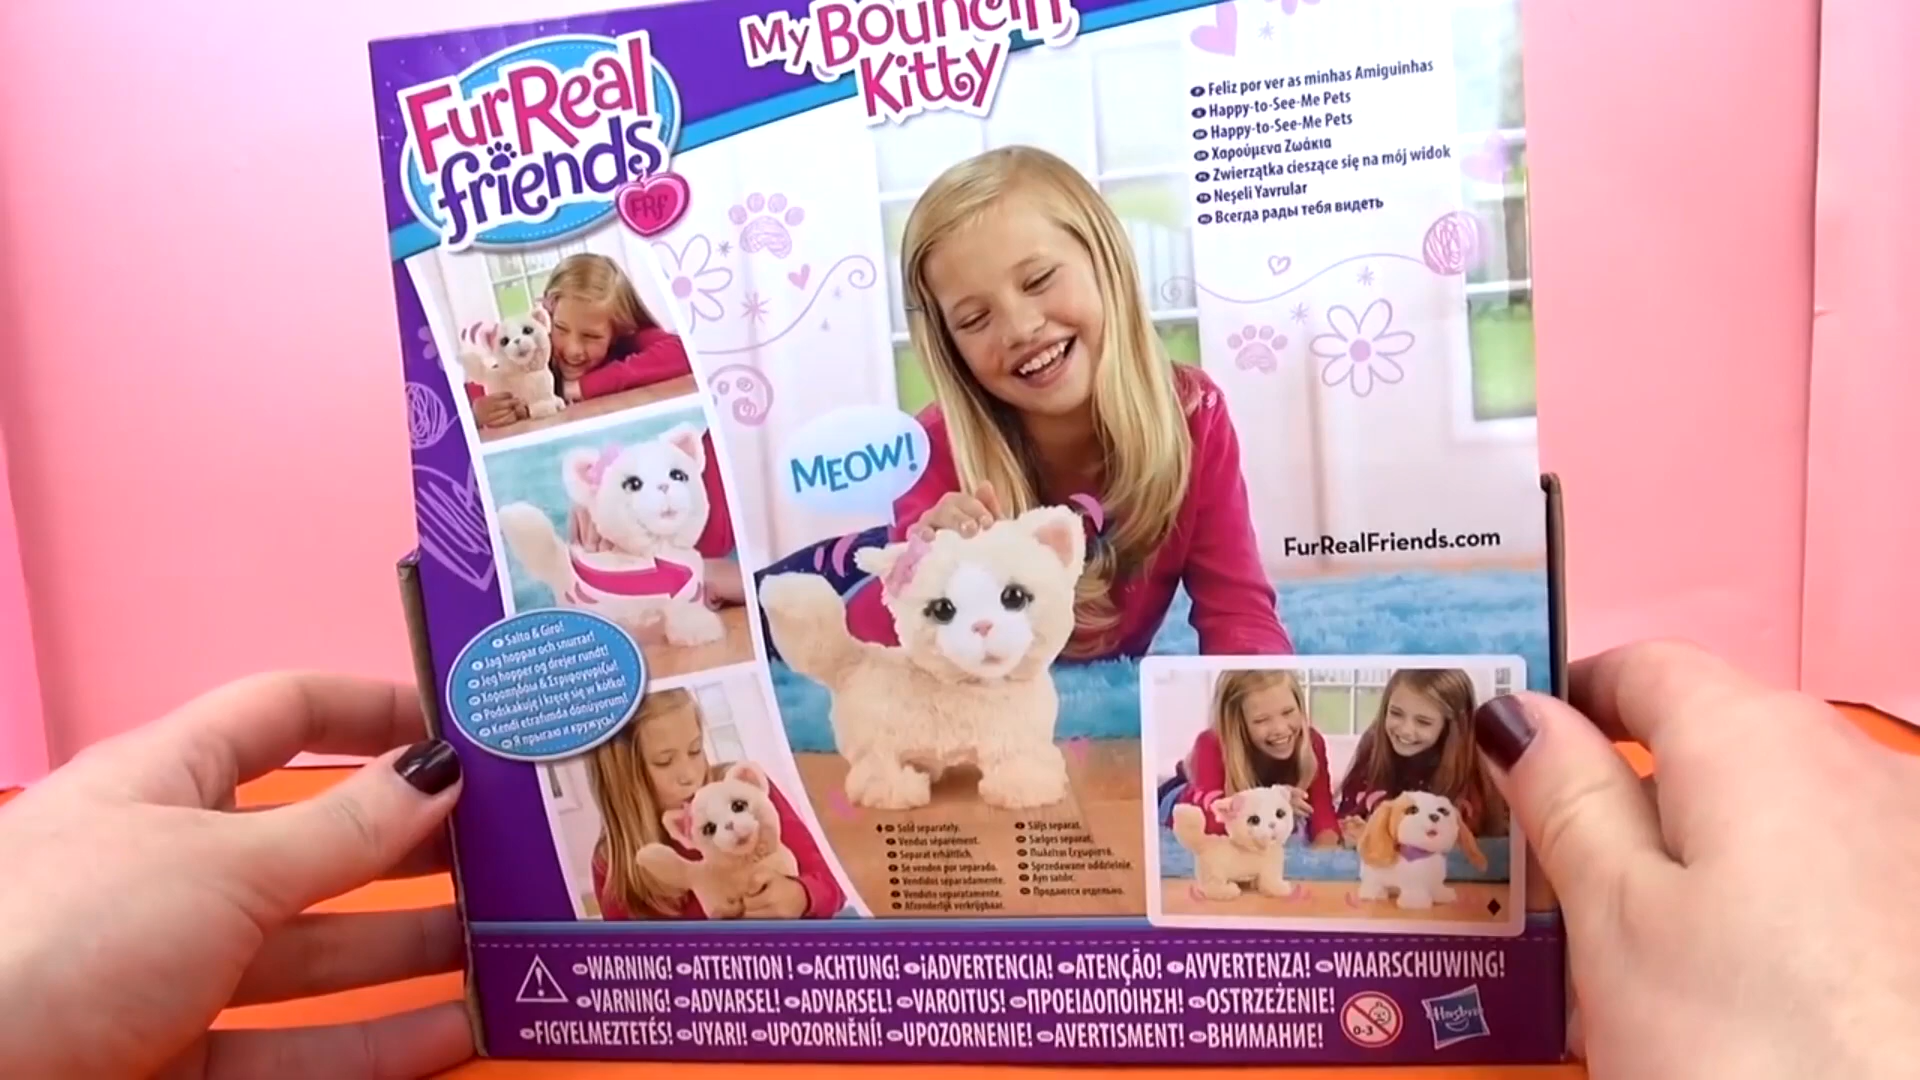 FurReal
friends
FRf
My Bouncin'
Kitty
Feliz por ver as minhas Amiguinhas
Happy-to-See-Me Pets
Happy-to-See-Me Pets
Χαρούμενα Ζωάκια
Zwierzątka cieszące się na mój widok
Neşeli Yavrular
Всегда рады тебя видеть
MEOW!
FurRealFriends.com
Salto & Giro!
Jag hoppar och snurrar!
Jeg hopper og drejer rundt!
Χοροπηδάω & Στριφογυρίζω!
Podskakuję i kręcę się w kółko!
Kendi etrafımda dönüyorum!
Я прыгаю и кружусь!
Sold separately.
Vendus séparément.
Separat erhältlich.
Se venden por separado.
Vendidos separadamente.
Venduto separatamente.
Afzonderlijk verkrijgbaar.
Säljs separat.
Sælges separat.
Πωλείται ξεχωριστά.
Sprzedawane oddzielnie.
Ayrı satılır.
Продаются отдельно.
WARNING! ATTENTION! ACHTUNG! ¡ADVERTENCIA! ATENÇÃO! AVVERTENZA! WAARSCHUWING!
VARNING! ADVARSEL! ADVARSEL! VAROITUS! ΠΡΟΕΙΔΟΠΟΙΗΣΗ! OSTRZEŻENIE!
FIGYELMEZTETÉS! UYARI! UPOZORNĚNÍ! UPOZORNENIE! AVERTISMENT! ВНИМАНИЕ!
0-3
Hasbro